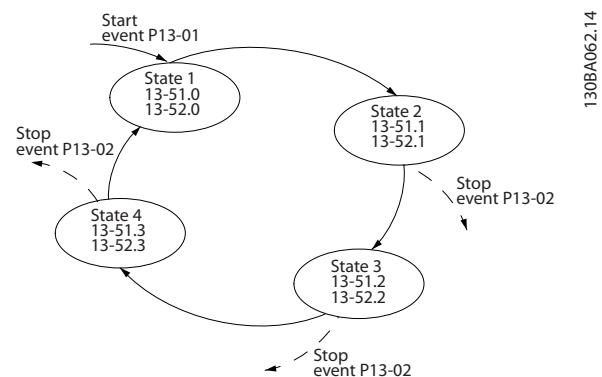 Start
event P13-01
State 1
13-51.0
13-52.0
State 2
13-51.1
13-52.1
Stop
event P13-02
Stop
event P13-02
State 4
13-51.3
13-52.3
State 3
13-51.2
13-52.2
Stop
event P13-02
130BA062.14